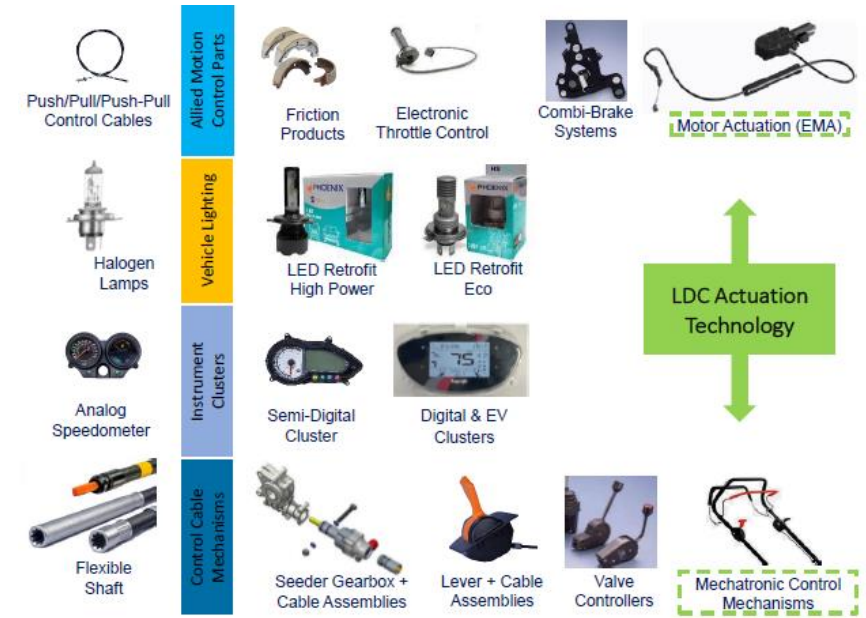 Push/Pull/Push-Pull
Control Cables
Allied Motion
Control Parts
Friction
Products
Electronic
Throttle Control
Combi-Brake
Systems
Motor Actuation (EMA)
Halogen
Lamps
Vehicle Lighting
PHOENIX
LED Retrofit
High Power
PHOENIX
LED Retrofit
Eco
LDC Actuation
Technology
Analog
Speedometer
Instrument
Clusters
Semi-Digital
Cluster
75
Digital & EV
Clusters
Flexible
Shaft
Control Cable
Mechanisms
Seeder Gearbox +
Cable Assemblies
Lever + Cable
Assemblies
Valve
Controllers
Mechatronic Control
Mechanisms